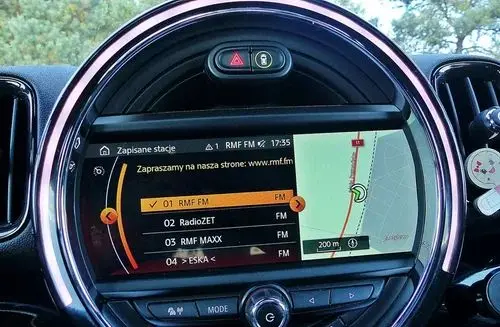 Zapisane stacje 1 RMF FM 17:35
Zapraszamy na nasza strone: www.rmf.fm
01 RMF FM FM
02 RadioZET FM
03 RMF MAXX FM
04 > ESKA < FM
200 m
MODE